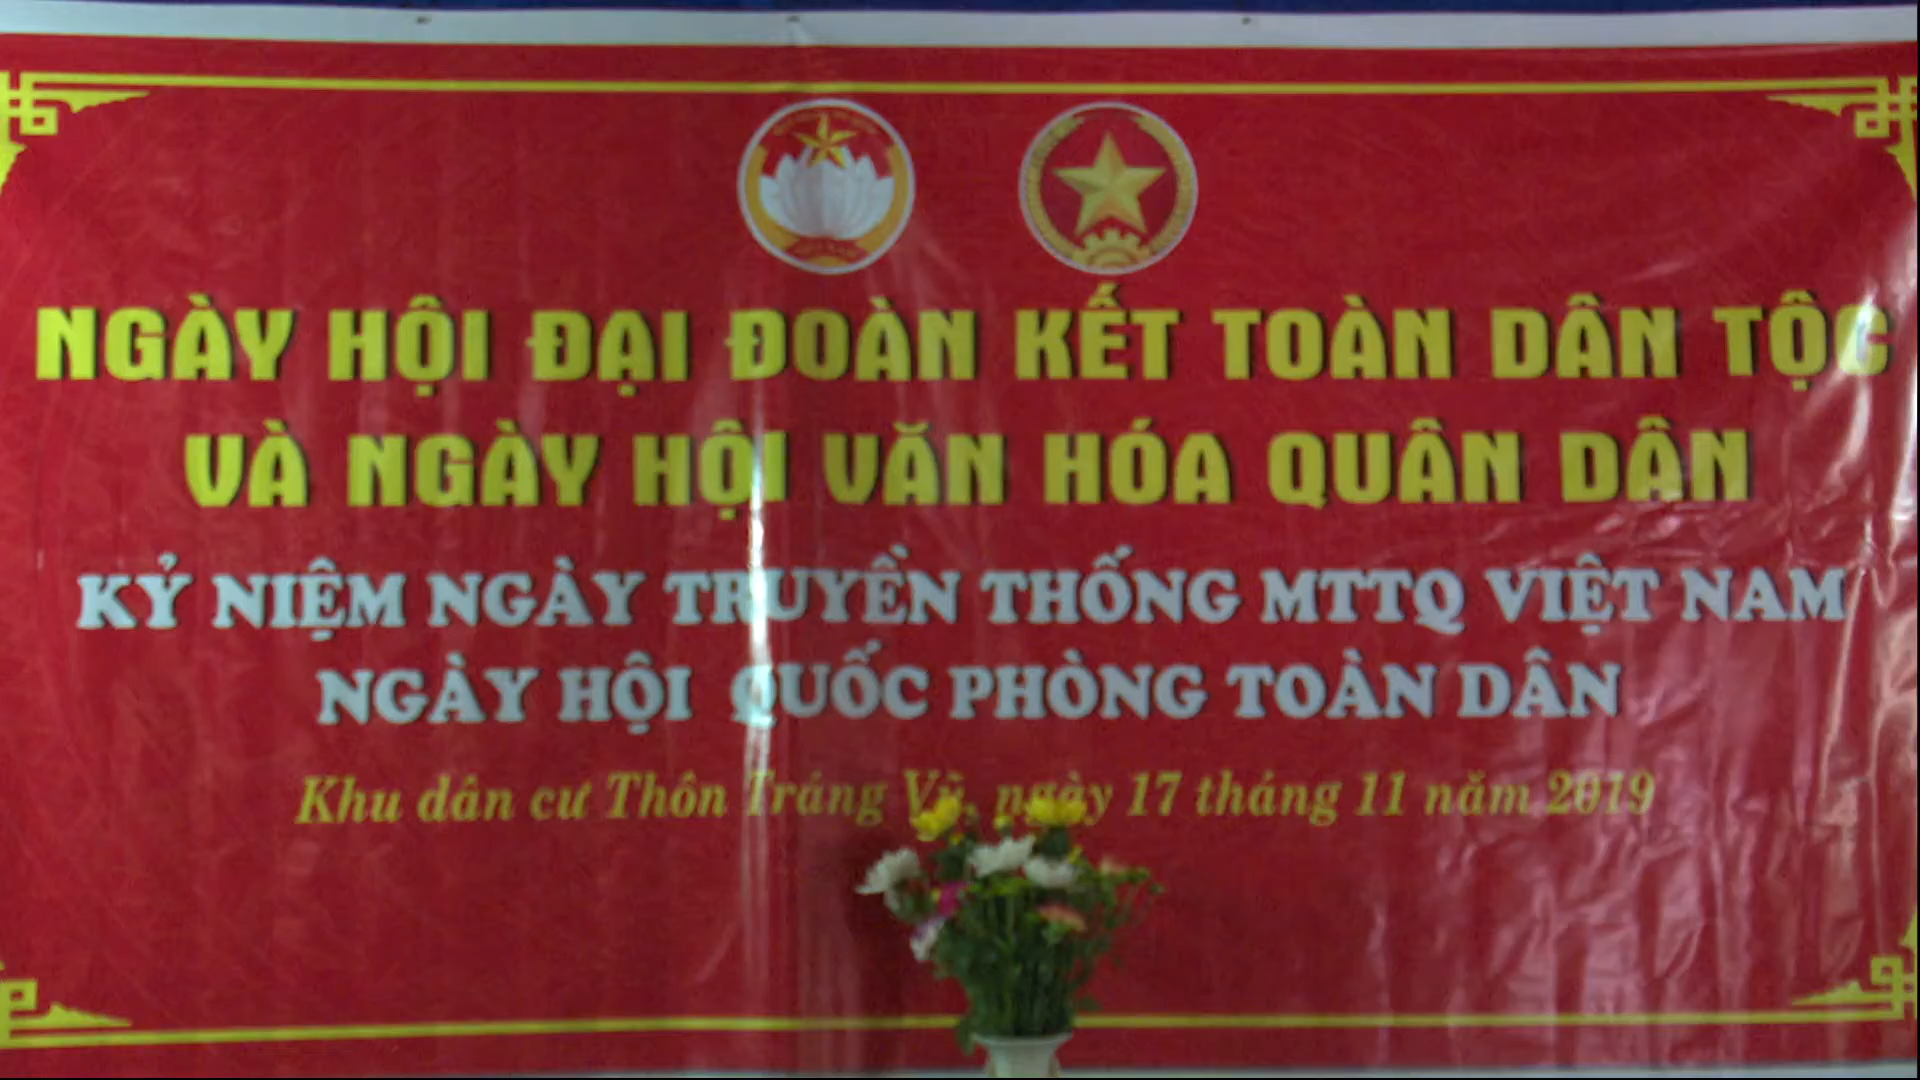 NGÀY HỘI ĐẠI ĐOÀN KẾT TOÀN DÂN TỘC
VÀ NGÀY HỘI VĂN HÓA QUÂN DÂN
KỶ NIỆM NGÀY TRUYỀN THỐNG MTTQ VIỆT NAM
NGÀY HỘI QUỐC PHÒNG TOÀN DÂN
Khu dân cư Thôn Tráng Vũ, ngày 17 tháng 11 năm 2019